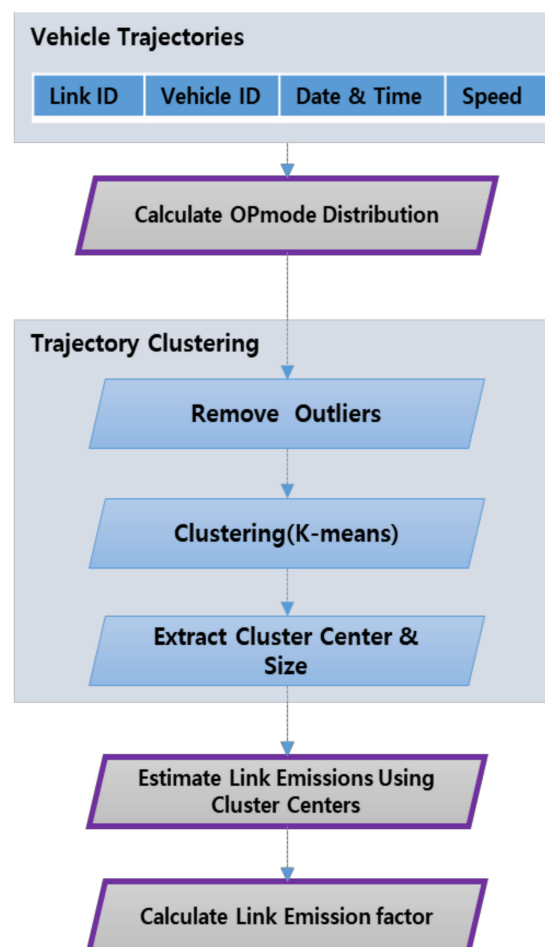 Vehicle Trajectories
Link ID Vehicle ID Date & Time Speed
Calculate OPmode Distribution
Trajectory Clustering
Remove Outliers
Clustering(K-means)
Extract Cluster Center &
Size
Estimate Link Emissions Using
Cluster Centers
Calculate Link Emission factor